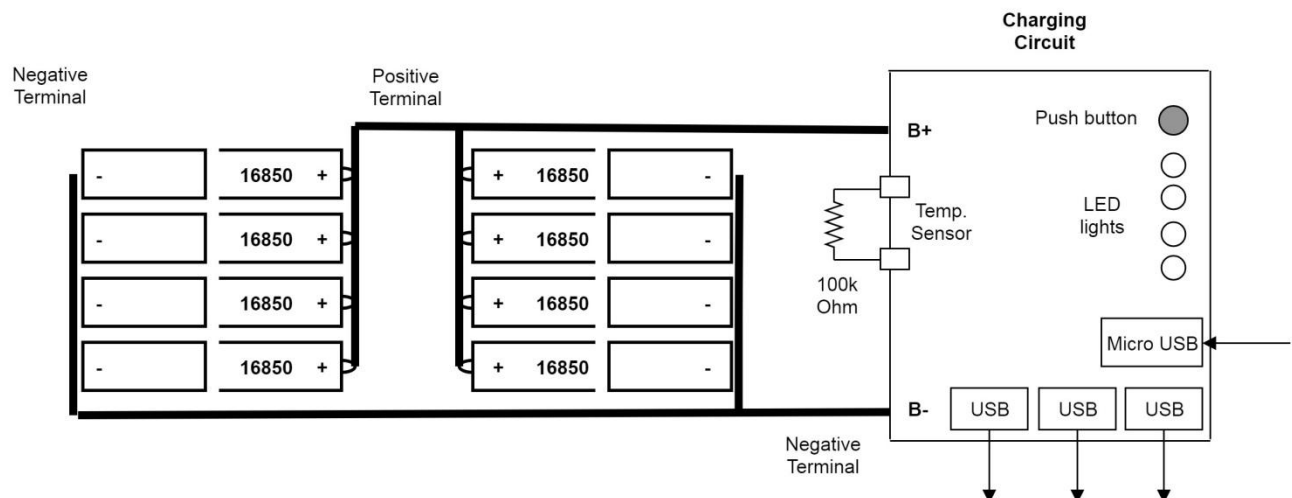 Charging
Circuit
Negative
Terminal
Positive
Terminal
B+
Push button
- 16850 + + 16850 -
- 16850 + + 16850 -
- 16850 + + 16850 -
- 16850 + + 16850 -
Temp.
Sensor
LED
lights
100k
Ohm
Micro USB
B-
USB USB USB
Negative
Terminal